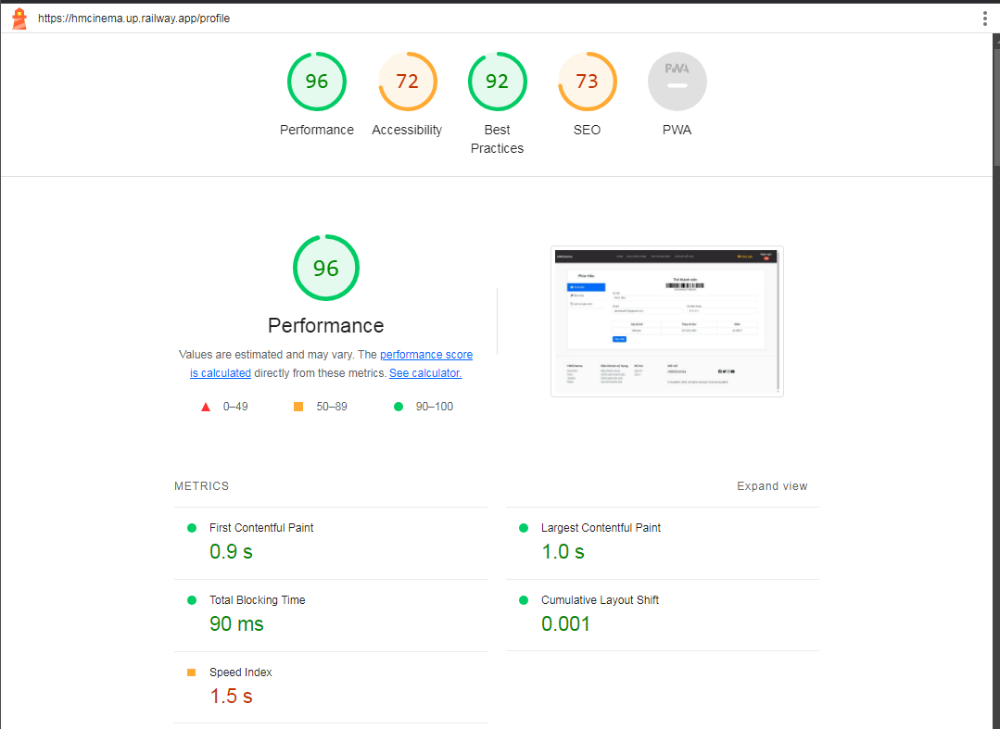 https://hmcinema.up.railway.app/profile
96
72
92
73
PWA
Performance
Accessibility
Best
Practices
SEO
PWA
96
Performance
Values are estimated and may vary. The performance score
is calculated directly from these metrics. See calculator.
0–49
50–89
90–100
METRICS
Expand view
First Contentful Paint
0.9 s
Largest Contentful Paint
1.0 s
Total Blocking Time
90 ms
Cumulative Layout Shift
0.001
Speed Index
1.5 s